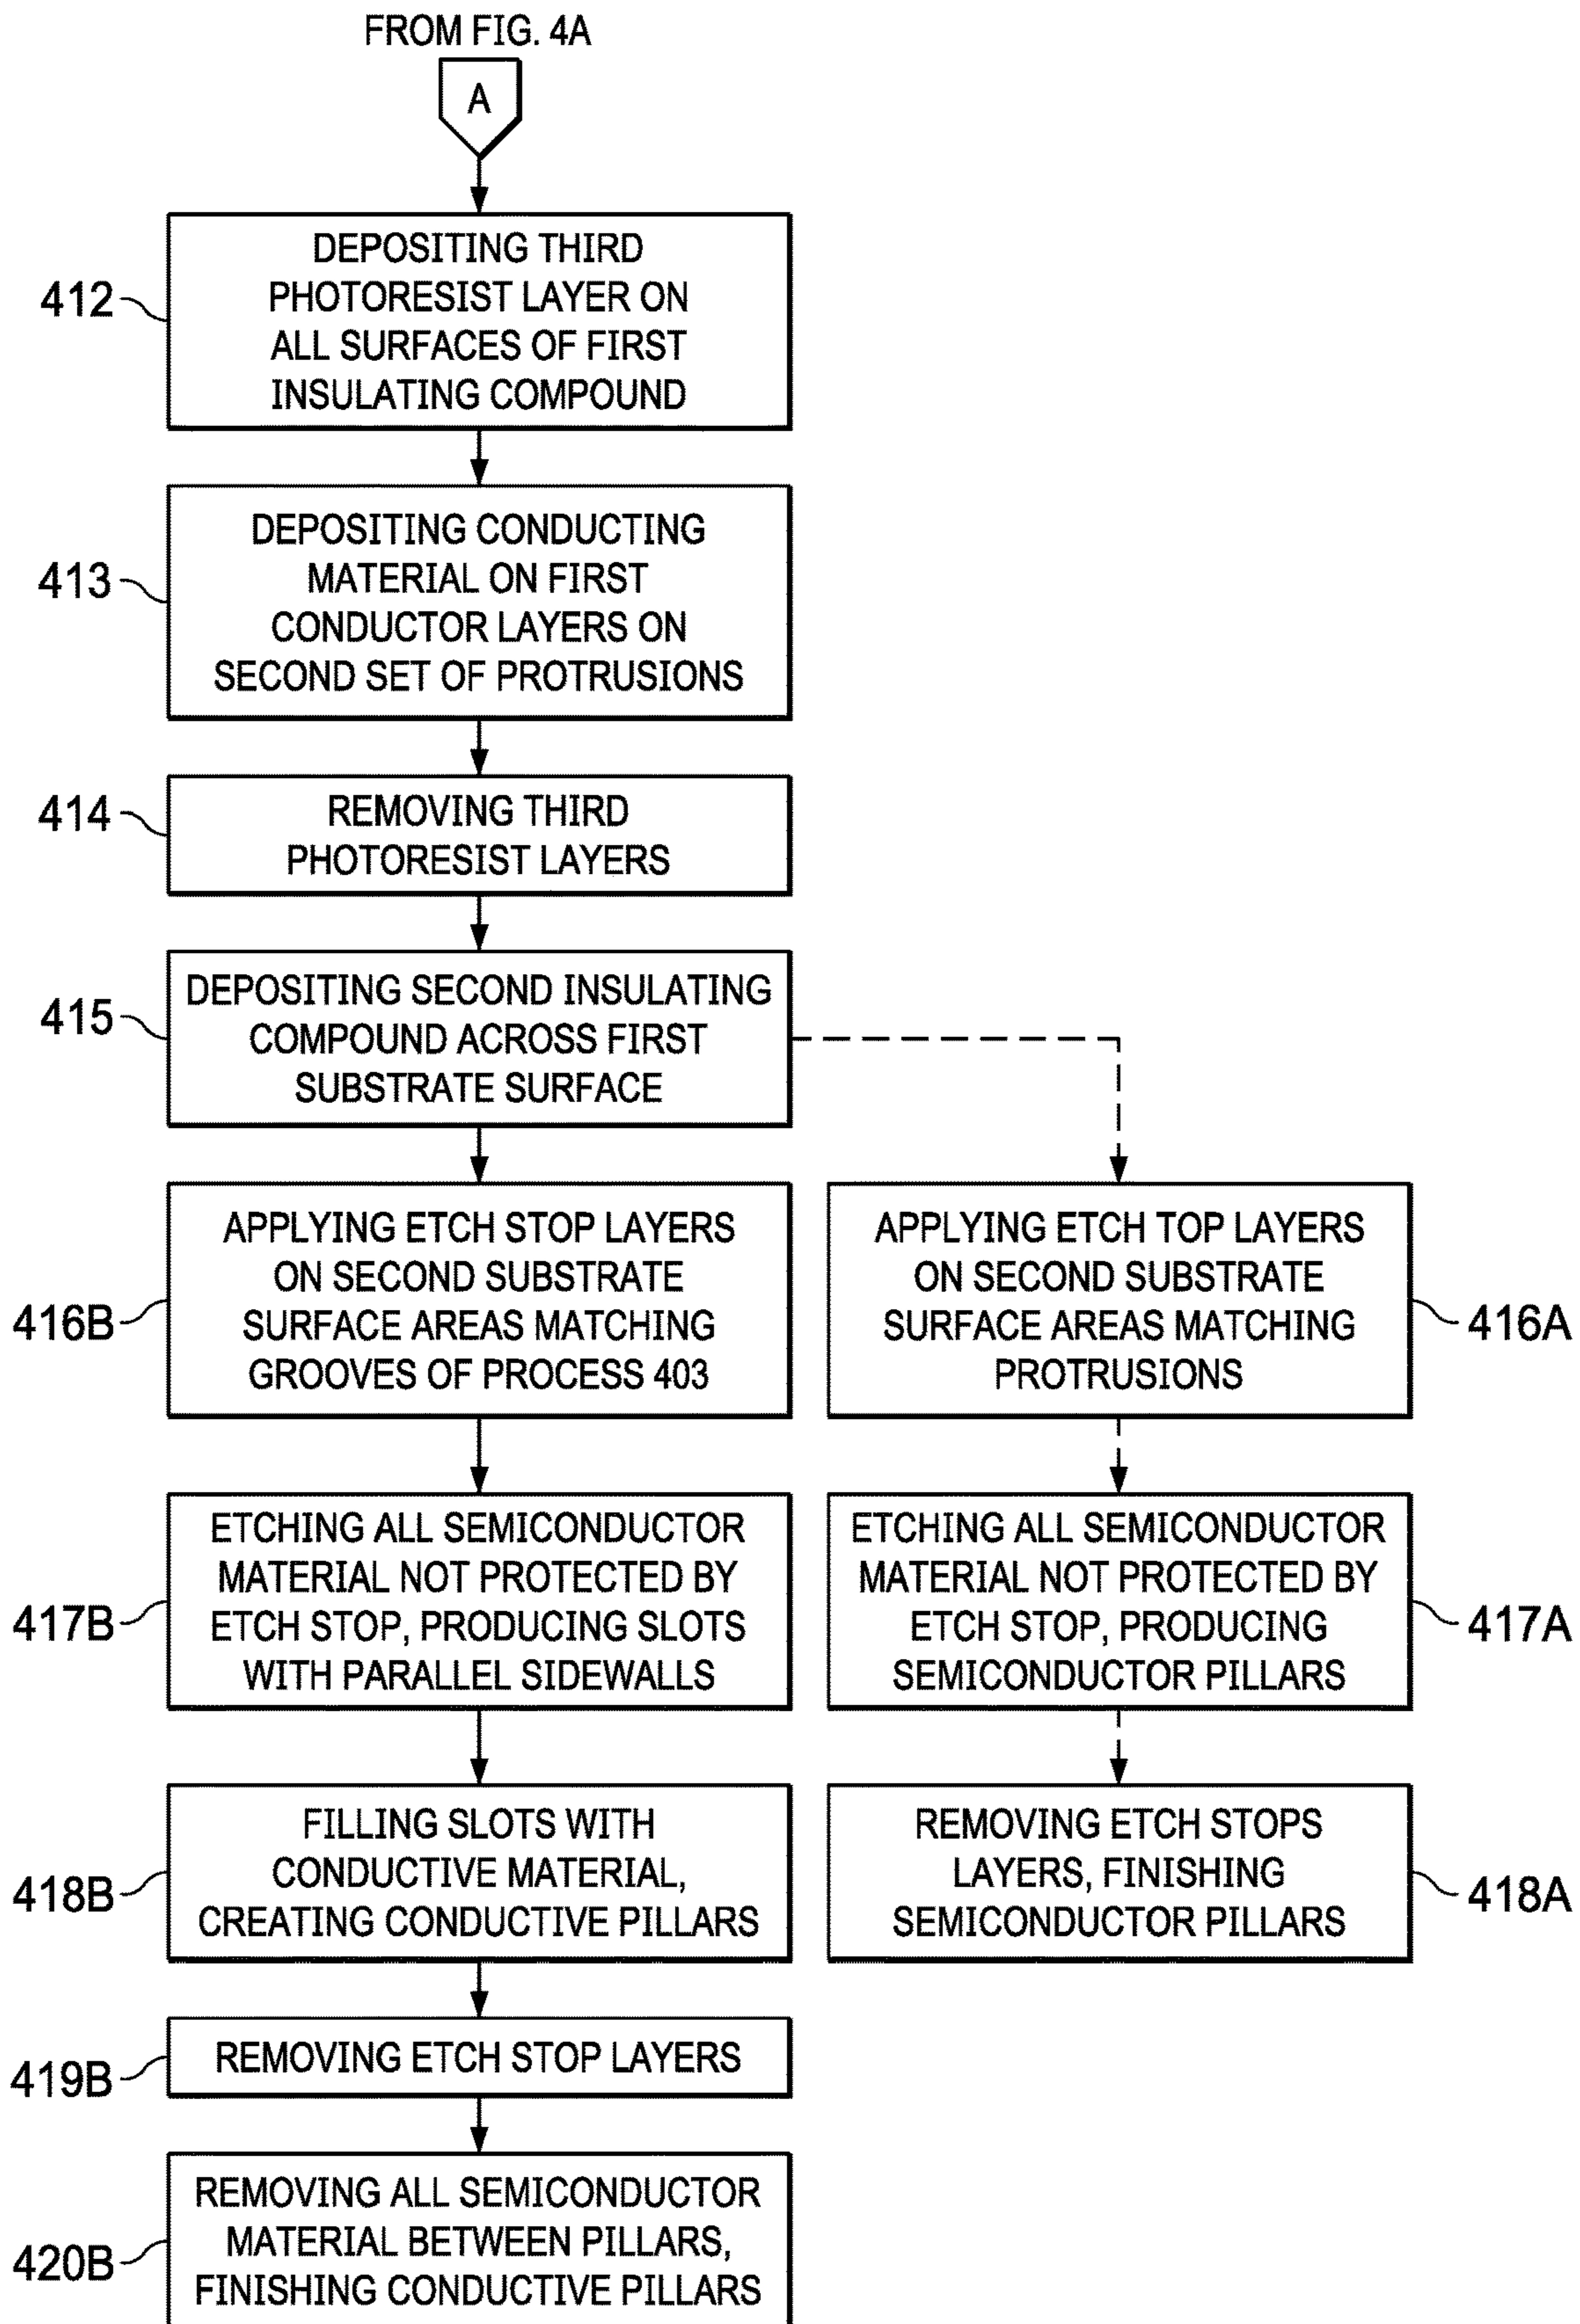 FROM FIG. 4A
A
412
DEPOSITING THIRD
PHOTORESIST LAYER ON
ALL SURFACES OF FIRST
INSULATING COMPOUND
413
DEPOSITING CONDUCTING
MATERIAL ON FIRST
CONDUCTOR LAYERS ON
SECOND SET OF PROTRUSIONS
414
REMOVING THIRD
PHOTORESIST LAYERS
415
DEPOSITING SECOND INSULATING
COMPOUND ACROSS FIRST
SUBSTRATE SURFACE
416B
APPLYING ETCH STOP LAYERS
ON SECOND SUBSTRATE
SURFACE AREAS MATCHING
GROOVES OF PROCESS 403
APPLYING ETCH TOP LAYERS
ON SECOND SUBSTRATE
SURFACE AREAS MATCHING
PROTRUSIONS
416A
417B
ETCHING ALL SEMICONDUCTOR
MATERIAL NOT PROTECTED BY
ETCH STOP, PRODUCING SLOTS
WITH PARALLEL SIDEWALLS
ETCHING ALL SEMICONDUCTOR
MATERIAL NOT PROTECTED BY
ETCH STOP, PRODUCING
SEMICONDUCTOR PILLARS
417A
418B
FILLING SLOTS WITH
CONDUCTIVE MATERIAL,
CREATING CONDUCTIVE PILLARS
REMOVING ETCH STOPS
LAYERS, FINISHING
SEMICONDUCTOR PILLARS
418A
419B
REMOVING ETCH STOP LAYERS
420B
REMOVING ALL SEMICONDUCTOR
MATERIAL BETWEEN PILLARS,
FINISHING CONDUCTIVE PILLARS